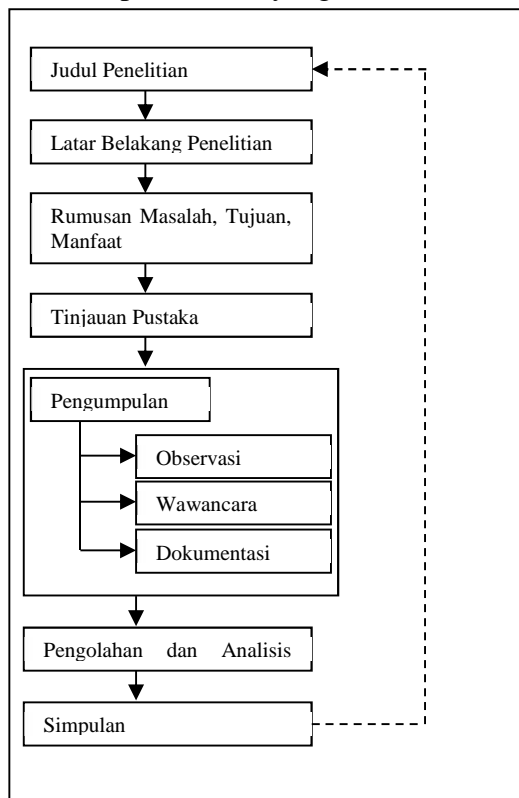 Judul Penelitian
Latar Belakang Penelitian
Rumusan Masalah, Tujuan,
Manfaat
Tinjauan Pustaka
Pengumpulan
Observasi
Wawancara
Dokumentasi
Pengolahan dan Analisis
Simpulan